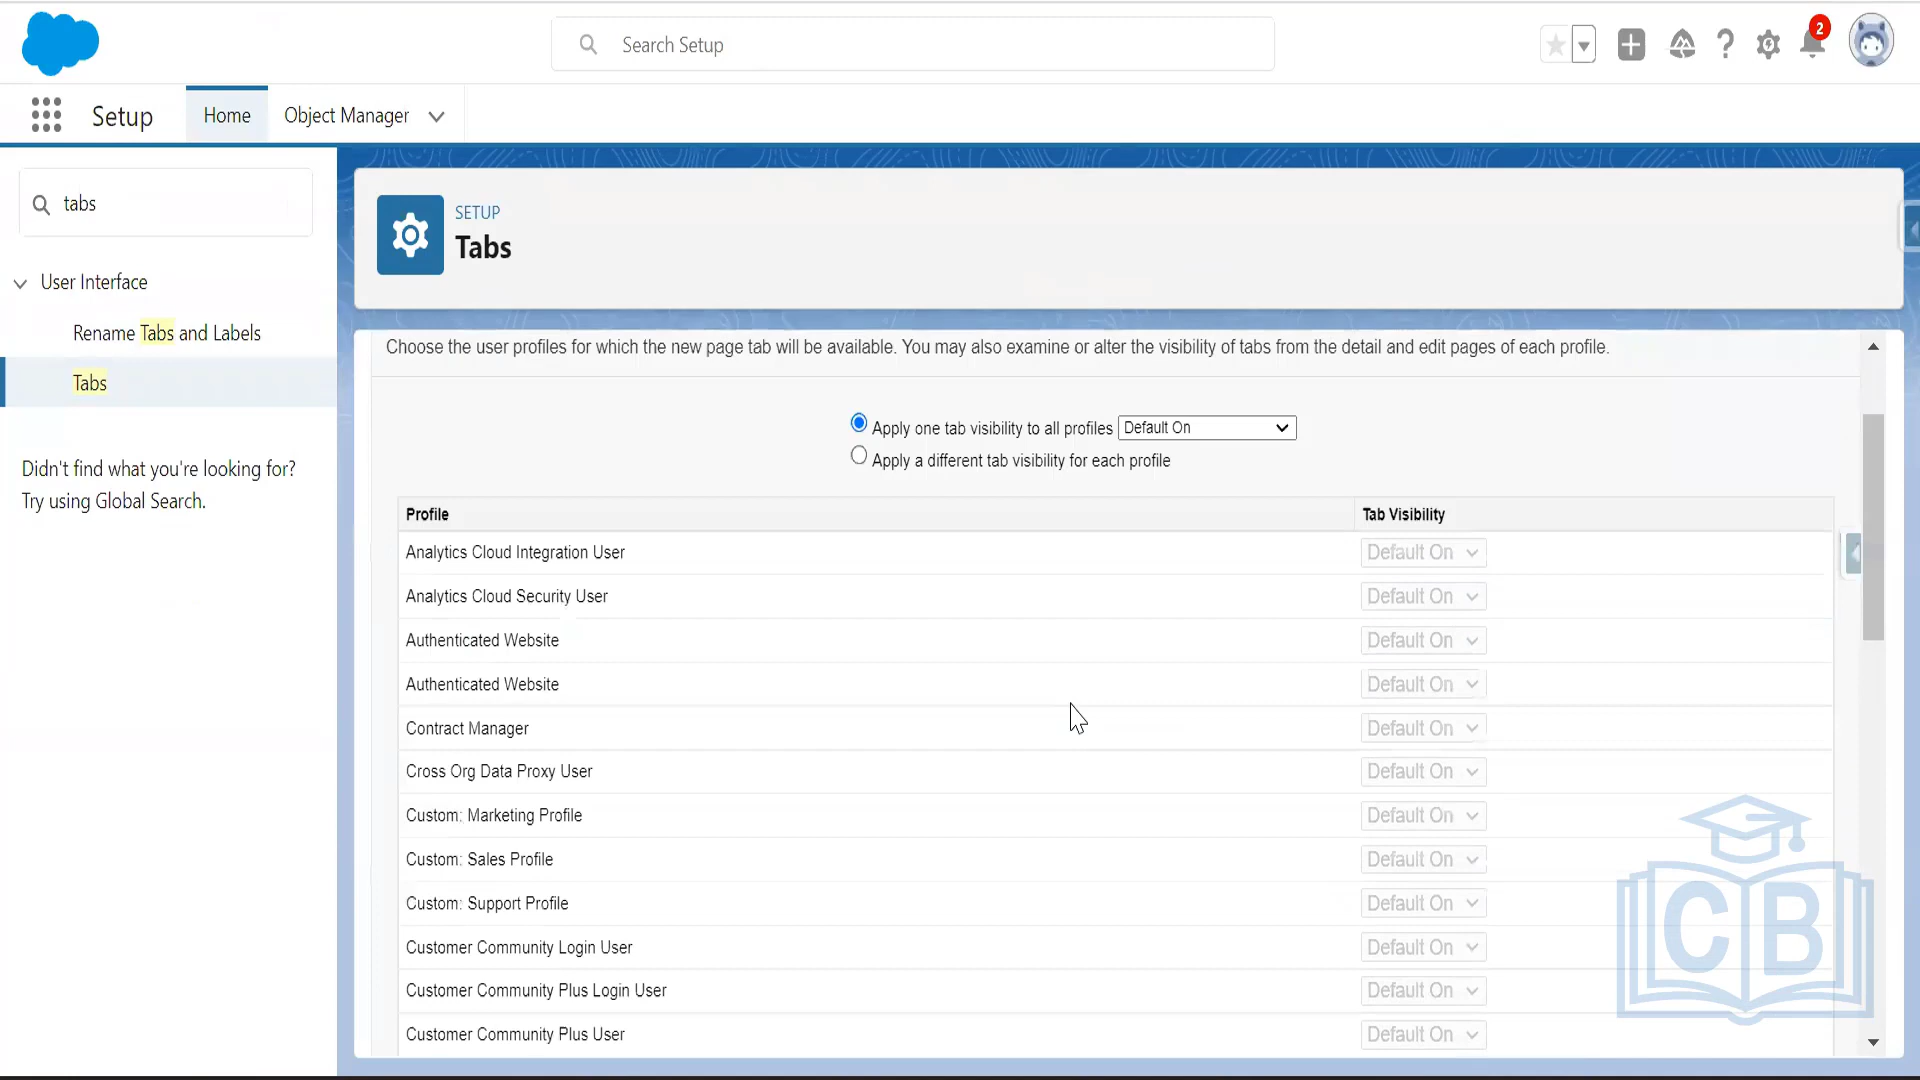 Search Setup
2
Setup
Home
Object Manager
tabs
User Interface
Rename Tabs and Labels
Tabs
Didn't find what you're looking for?
Try using Global Search.
SETUP
Tabs
Choose the user profiles for which the new page tab will be available. You may also examine or alter the visibility of tabs from the detail and edit pages of each profile.
Apply one tab visibility to all profiles Default On
Apply a different tab visibility for each profile
Profile Tab Visibility
Analytics Cloud Integration User Default On
Analytics Cloud Security User Default On
Authenticated Website Default On
Authenticated Website Default On
Contract Manager Default On
Cross Org Data Proxy User Default On
Custom: Marketing Profile Default On
Custom: Sales Profile Default On
Custom: Support Profile Default On
Customer Community Login User Default On
Customer Community Plus Login User Default On
Customer Community Plus User Default On
CB